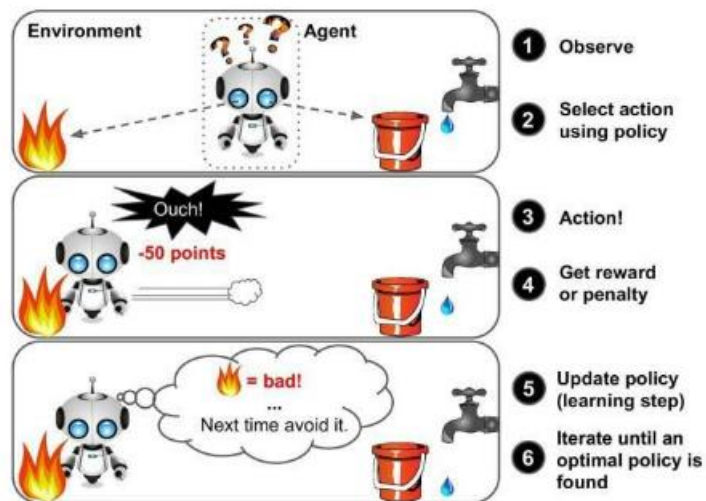 Environment
Agent
? ? ?
1 Observe
2 Select action
using policy
Ouch!
-50 points
3 Action!
4 Get reward
or penalty
= bad!
...
Next time avoid it.
5 Update policy
(learning step)
6 Iterate until an
optimal policy is
found